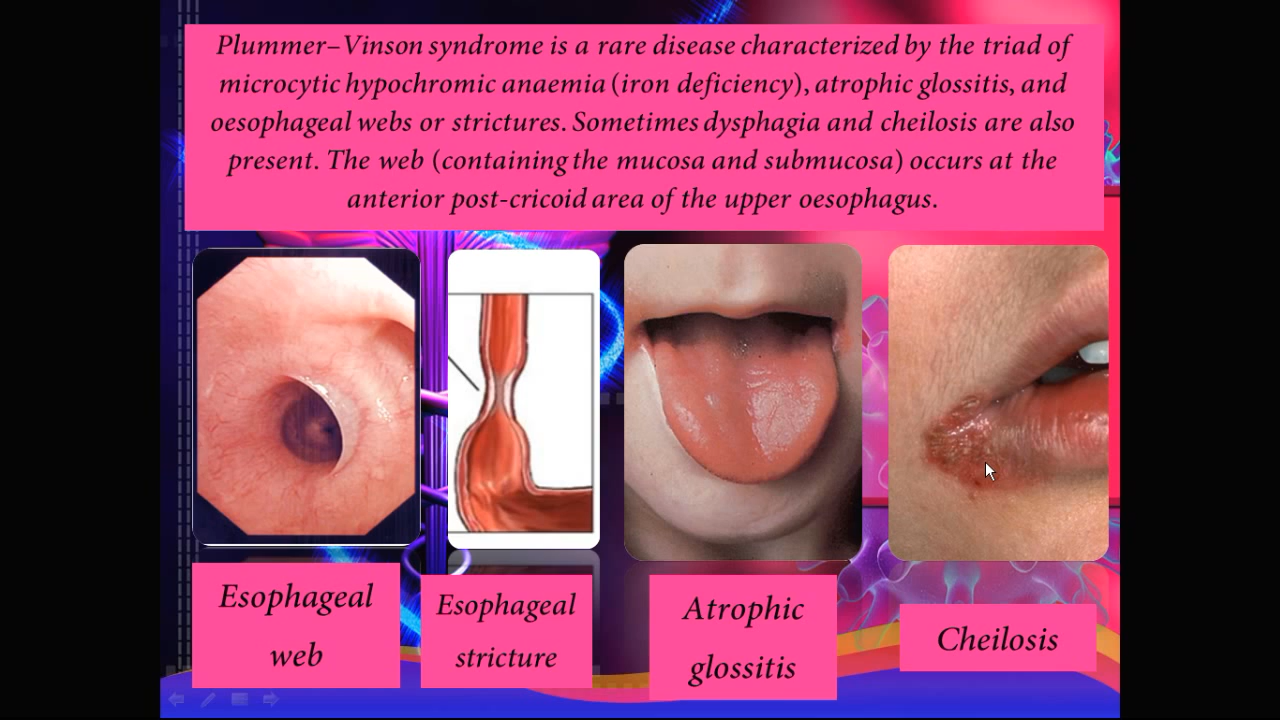 Plummer–Vinson syndrome is a rare disease characterized by the triad of
microcytic hypochromic anaemia (iron deficiency), atrophic glossitis, and
oesophageal webs or strictures. Sometimes dysphagia and cheilosis are also
present. The web (containing the mucosa and submucosa) occurs at the
anterior post-cricoid area of the upper oesophagus.
Esophageal
web
Esophageal
stricture
Atrophic
glossitis
Cheilosis